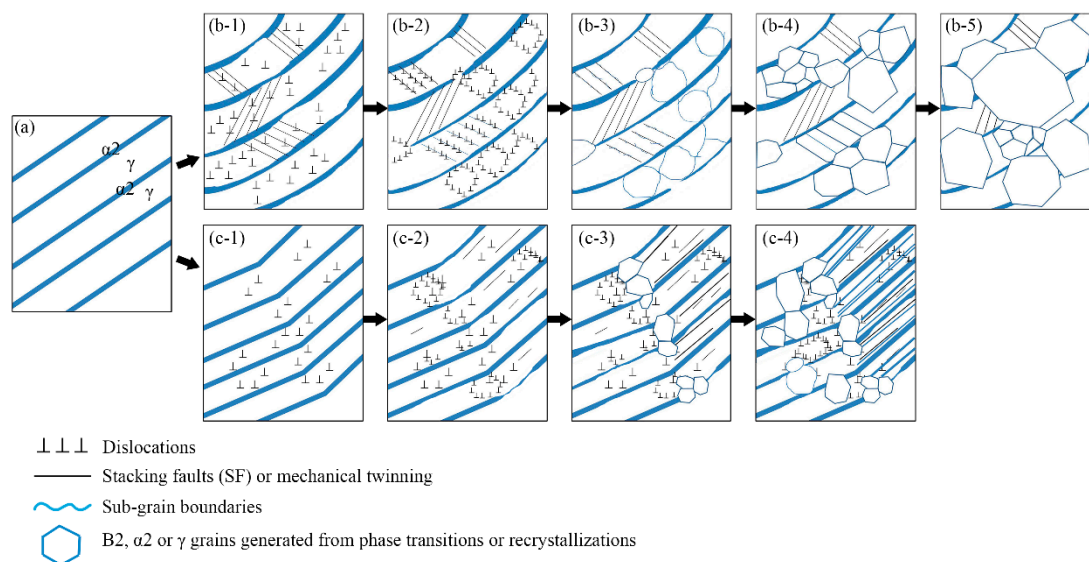 (b-1) (b-2) (b-3) (b-4) (b-5)
(a)
α2
γ
α2 γ
(c-1) (c-2) (c-3) (c-4)
Dislocations
Stacking faults (SF) or mechanical twinning
Sub-grain boundaries
B2, α2 or γ grains generated from phase transitions or recrystallizations